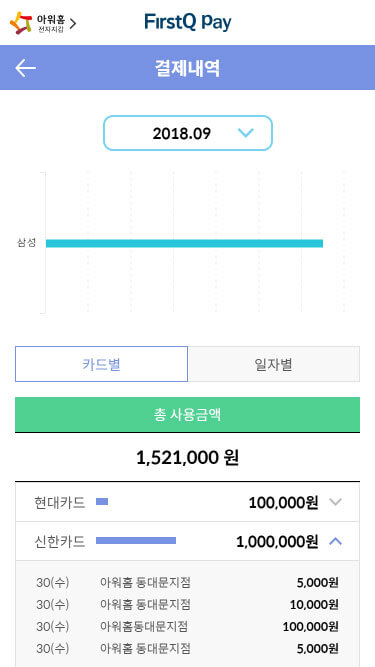 아워홈
전자지갑
FIRSTQ Pay
결제내역
2018.09
삼성
카드별 일자별
총 사용금액
1,521,000 원
현대카드 100,000원
신한카드 1,000,000원
30(수) 아워홈 동대문지점 5,000원
30(수) 아워홈 동대문지점 10,000원
30(수) 아워홈동대문지점 100,000원
30(수) 아워홈 동대문지점 5,000원